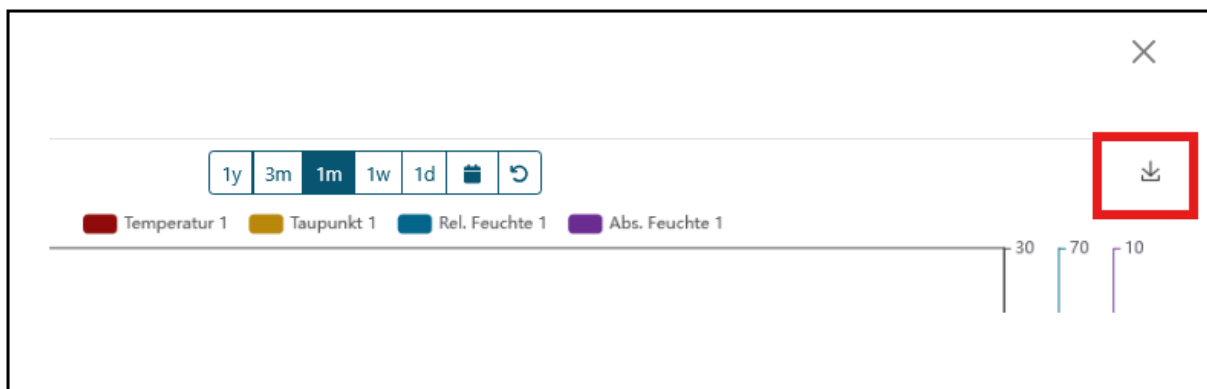 1y 3m 1m 1w 1d
Temperatur 1 Taupunkt 1 Rel. Feuchte 1 Abs. Feuchte 1
30 70 10